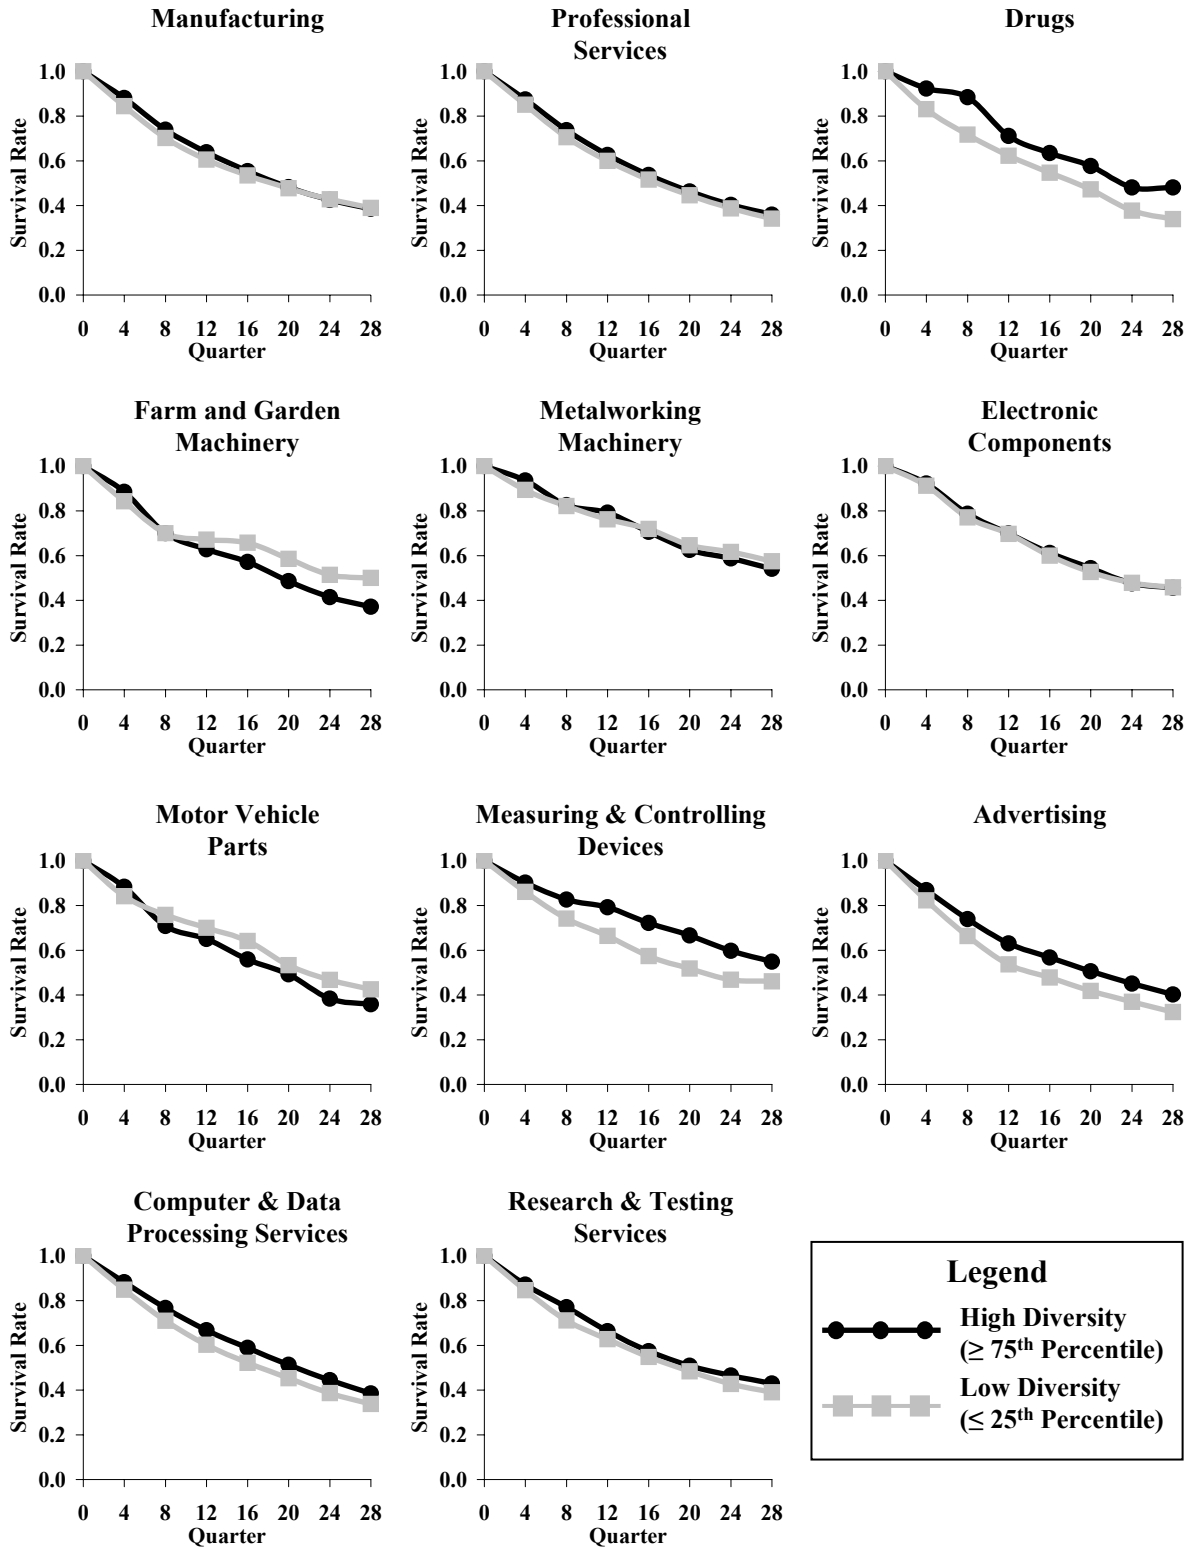 Manufacturing
Survival Rate
1.0
0.8
0.6
0.4
0.2
0.0
0 4 8 12 16 20 24 28
Quarter
Professional
Services
Survival Rate
1.0
0.8
0.6
0.4
0.2
0.0
0 4 8 12 16 20 24 28
Quarter
Drugs
Survival Rate
1.0
0.8
0.6
0.4
0.2
0.0
0 4 8 12 16 20 24 28
Quarter
Farm and Garden
Machinery
Survival Rate
1.0
0.8
0.6
0.4
0.2
0.0
0 4 8 12 16 20 24 28
Quarter
Metalworking
Machinery
Survival Rate
1.0
0.8
0.6
0.4
0.2
0.0
0 4 8 12 16 20 24 28
Quarter
Electronic
Components
Survival Rate
1.0
0.8
0.6
0.4
0.2
0.0
0 4 8 12 16 20 24 28
Quarter
Motor Vehicle
Parts
Survival Rate
1.0
0.8
0.6
0.4
0.2
0.0
0 4 8 12 16 20 24 28
Quarter
Measuring & Controlling
Devices
Survival Rate
1.0
0.8
0.6
0.4
0.2
0.0
0 4 8 12 16 20 24 28
Quarter
Advertising
Survival Rate
1.0
0.8
0.6
0.4
0.2
0.0
0 4 8 12 16 20 24 28
Quarter
Computer & Data
Processing Services
Survival Rate
1.0
0.8
0.6
0.4
0.2
0.0
0 4 8 12 16 20 24 28
Quarter
Research & Testing
Services
Survival Rate
1.0
0.8
0.6
0.4
0.2
0.0
0 4 8 12 16 20 24 28
Quarter
Legend
High Diversity
(≥ 75th Percentile)
Low Diversity
(≤ 25th Percentile)